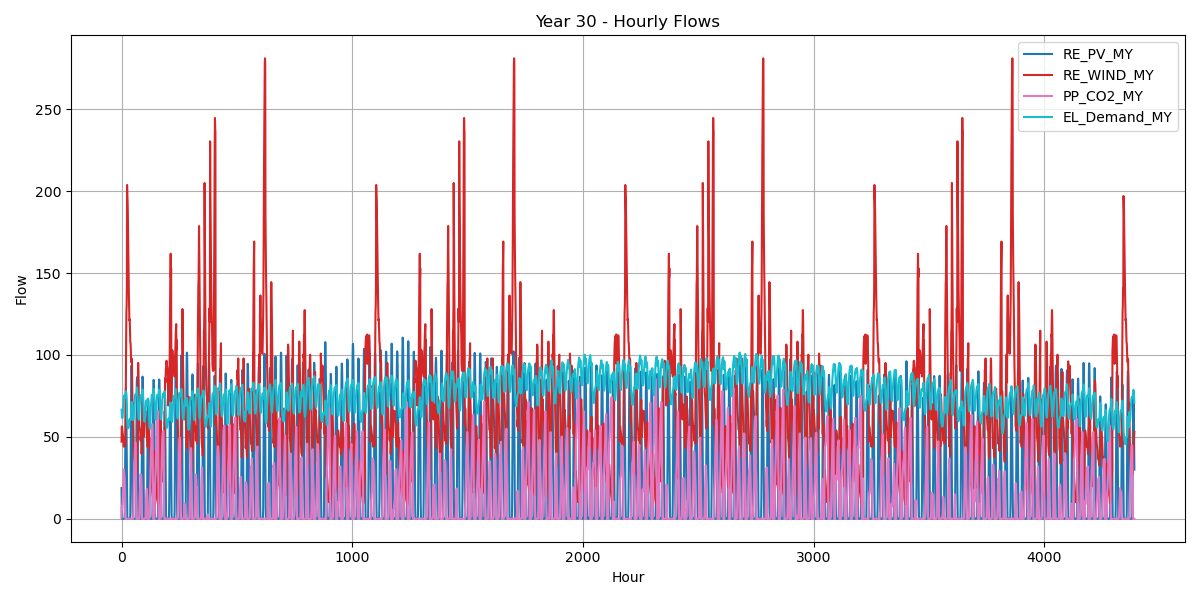 Year 30 - Hourly Flows
RE_PV_MY
RE_WIND_MY
PP_CO2_MY
EL_Demand_MY
Flow
250
200
150
100
50
0
0 1000 2000 3000 4000
Hour